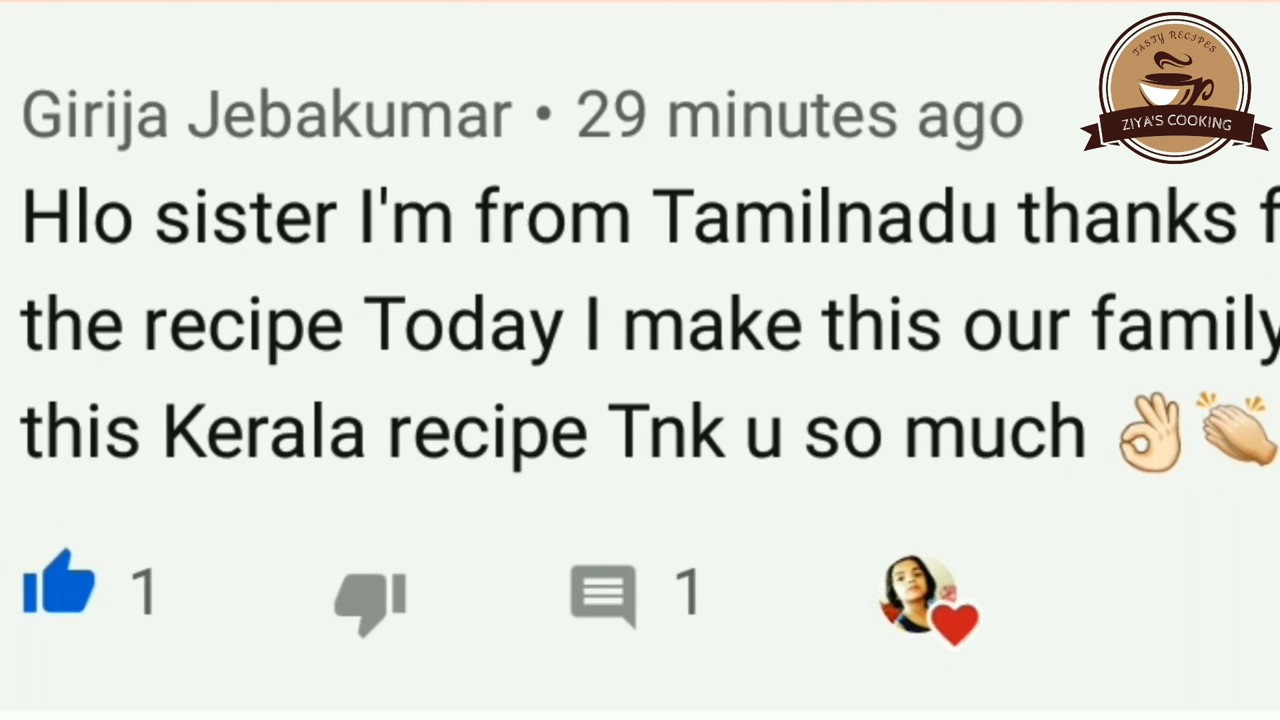 TASTY RECIPES
ZIYA'S COOKING
Girija Jebakumar • 29 minutes ago
Hlo sister I'm from Tamilnadu thanks f
the recipe Today I make this our family
this Kerala recipe Tnk u so much 👌🏻👏🏻
1
1